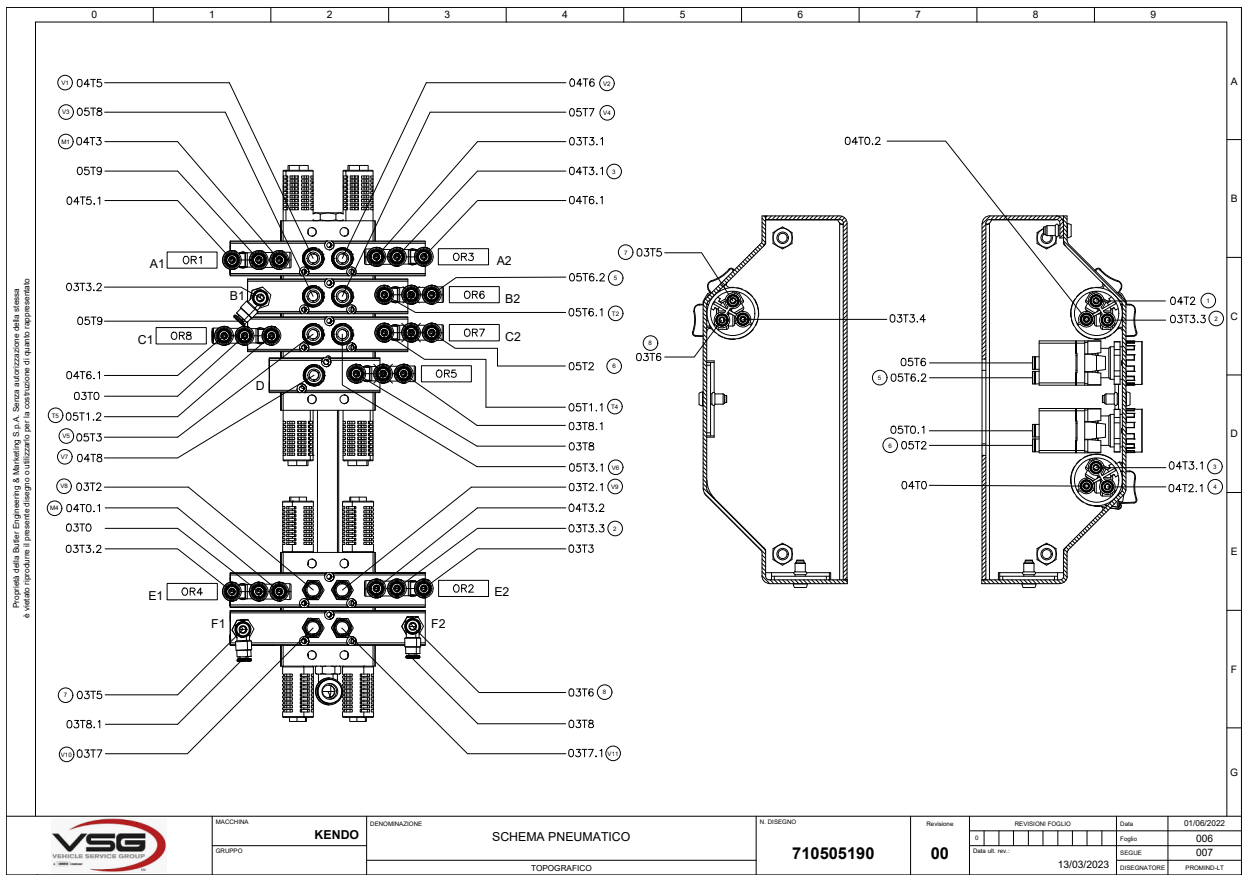 0 1 2 3 4 5 6 7 8 9
A
B
C
D
E
F
G
V1 04T5
V3 05T8
M1 04T3
05T9
04T5.1
04T6 V2
05T7 V4
03T3.1
04T3.1 3
04T6.1
A1 OR1
OR3 A2
03T3.2
B1
OR6 B2
05T6.2 5
05T6.1 T2
05T9
C1 OR8
OR7 C2
05T2 6
04T6.1
D
OR5
03T0
T5 05T1.2
V5 05T3
V7 04T8
05T1.1 T4
03T8.1
03T8
05T3.1 V6
V8 03T2
M4 04T0.1
03T0
03T3.2
03T2.1 V9
04T3.2
03T3.3 2
03T3
E1 OR4
OR2 E2
F1
F2
7 03T5
03T8.1
V10 03T7
03T6 8
03T8
03T7.1 V11
7 03T5
03T3.4
8
03T6
04T0.2
04T2 1
03T3.3 2
05T6
5 05T6.2
05T0.1
6 05T2
04T3.1 3
04T0
04T2.1 4
Proprietà della Butler Engineering & Marketing S.p.A. Senza autorizzazione della stessa
è vietato riprodurre il presente disegno o utilizzarlo per la costruzione di quanto rappresentato
VSG
VEHICLE SERVICE GROUP
MACCHINA
KENDO
GRUPPO
DENOMINAZIONE
SCHEMA PNEUMATICO
TOPOGRAFICO
N. DISEGNO
710505190
Revisione
00
REVISIONI FOGLIO
0
Data ult. rev.:
13/03/2023
Data 01/06/2022
Foglio 006
SEGUE 007
DISEGNATORE PROMIND-LT